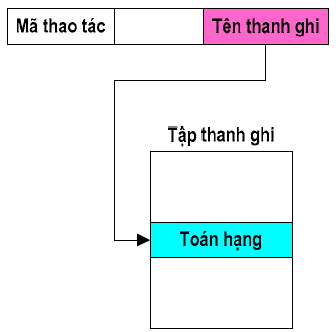 Mã thao tác Tên thanh ghi
Tập thanh ghi
Toán hạng